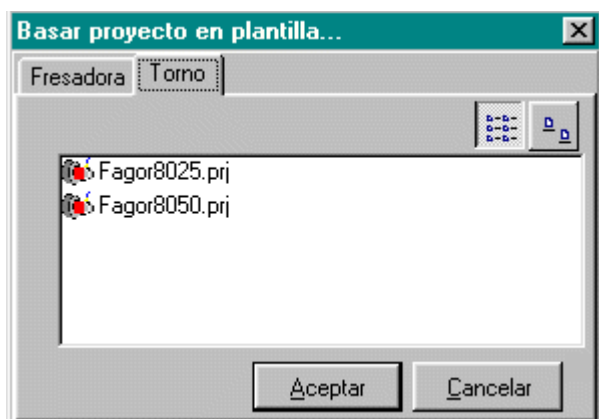 Basar proyecto en plantilla...
Fresadora Torno
Fagor8025.prj
Fagor8050.prj
Aceptar Cancelar